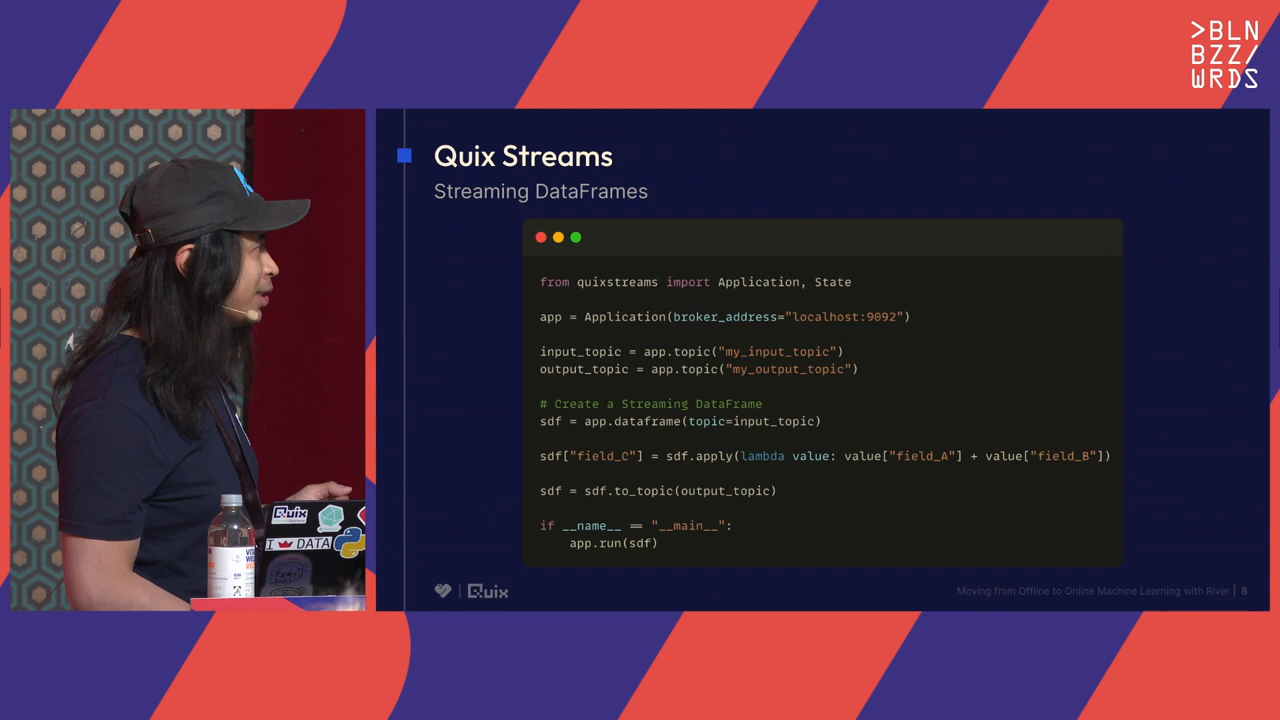 >BLN
BZZ/
WRDS
Quix Streams
Streaming DataFrames
from quixstreams import Application, State
app = Application(broker_address="localhost:9092")
input_topic = app.topic("my_input_topic")
output_topic = app.topic("my_output_topic")
# Create a Streaming DataFrame
sdf = app.dataframe(topic=input_topic)
sdf["field_C"] = sdf.apply(lambda value: value["field_A"] + value["field_B"])
sdf = sdf.to_topic(output_topic)
if __name__ == "__main__":
    app.run(sdf)
Quix
Moving from Offline to Online Machine Learning with River | 8
Quix
I DATA